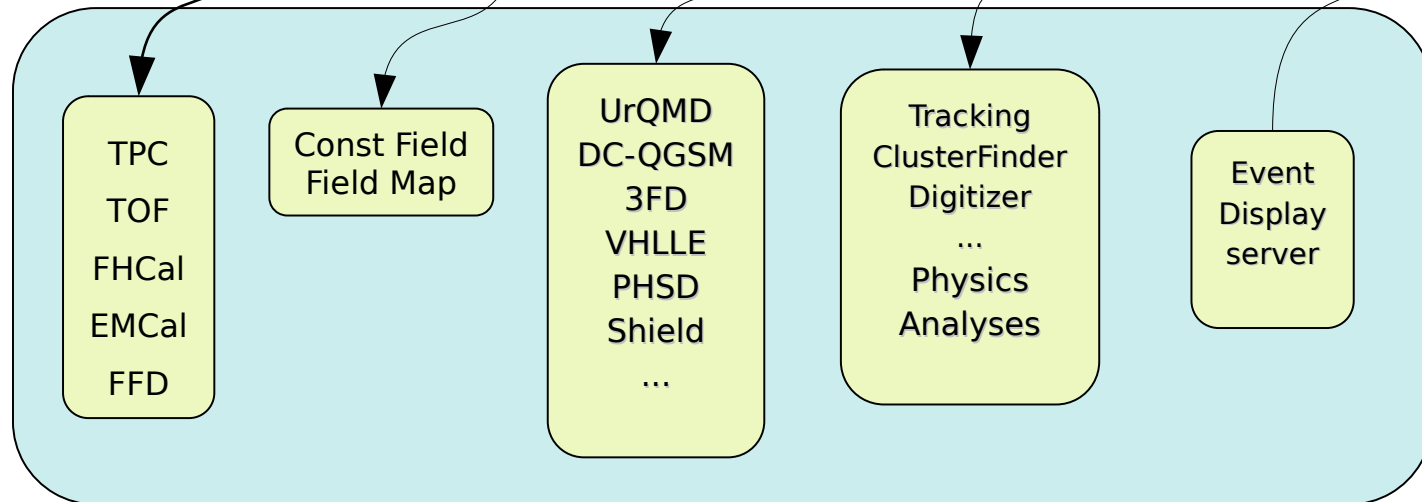 TPC
TOF
FHCal
EMCal
FFD
Const Field
Field Map
UrQMD
DC-QGSM
3FD
VHLLE
PHSD
Shield
...
Tracking
ClusterFinder
Digitizer
...
Physics
Analyses
Event
Display
server